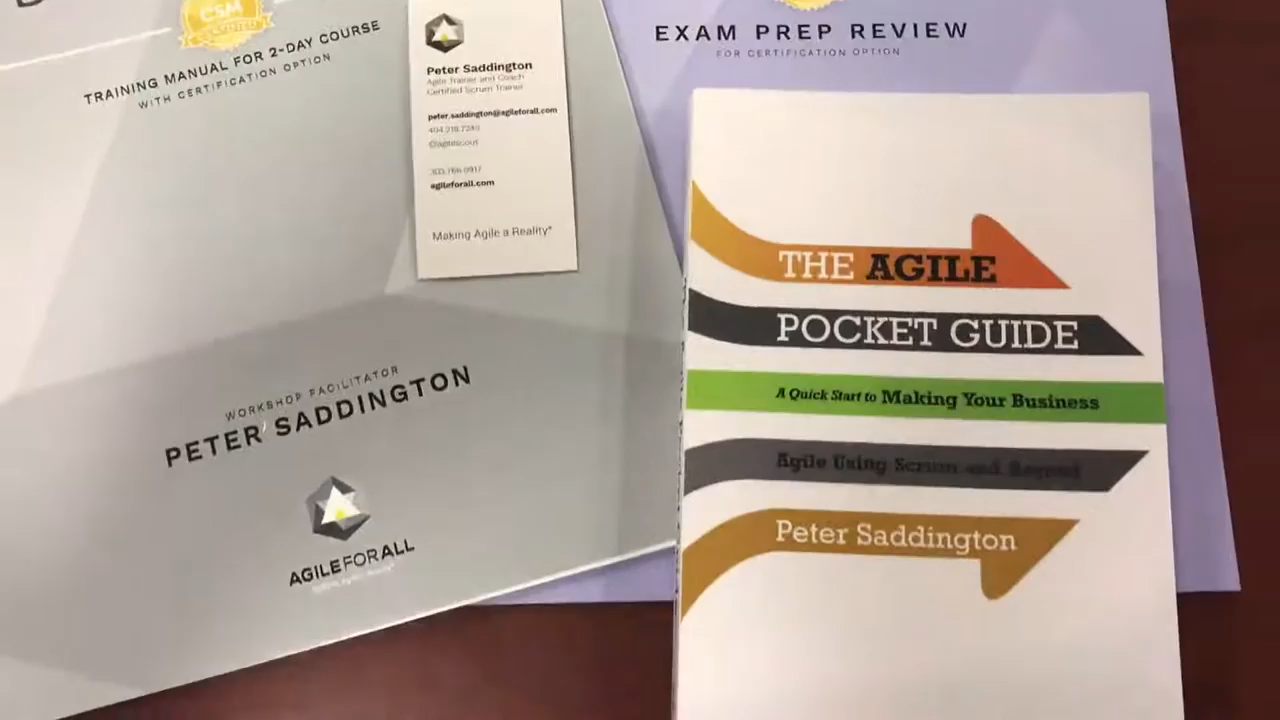 CSM
TRAINING MANUAL FOR 2-DAY COURSE
WITH CERTIFICATION OPTION
WORKSHOP FACILITATOR
PETER SADDINGTON
AGILEFORALL
Peter Saddington
Agile Trainer and Coach
Certified Scrum Trainer
peter.saddington@agileforall.com
@agilescout
agileforall.com
Making Agile a Reality®
EXAM PREP REVIEW
FOR CERTIFICATION OPTION
THE AGILE
POCKET GUIDE
A Quick Start to Making Your Business
Agile Using Scrum and Beyond
Peter Saddington